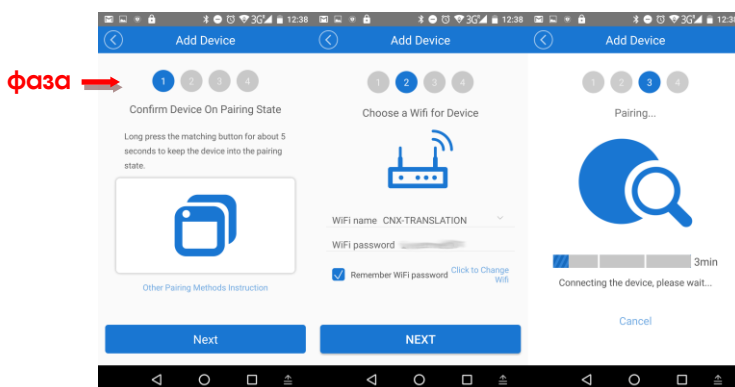 3G 12:38
3G 12:38
3G 12:38
Add Device
Add Device
Add Device
фаза
1 2 3 4
1 2 3 4
1 2 3 4
Confirm Device On Pairing State
Long press the matching button for about 5
seconds to keep the device into the pairing
state.
Other Pairing Methods Instruction
Next
Choose a Wifi for Device
WiFi name CNX-TRANSLATION
WiFi password
Remember WiFi password
Click to Change
Wifi
NEXT
Pairing...
3min
Connecting the device, please wait...
Cancel